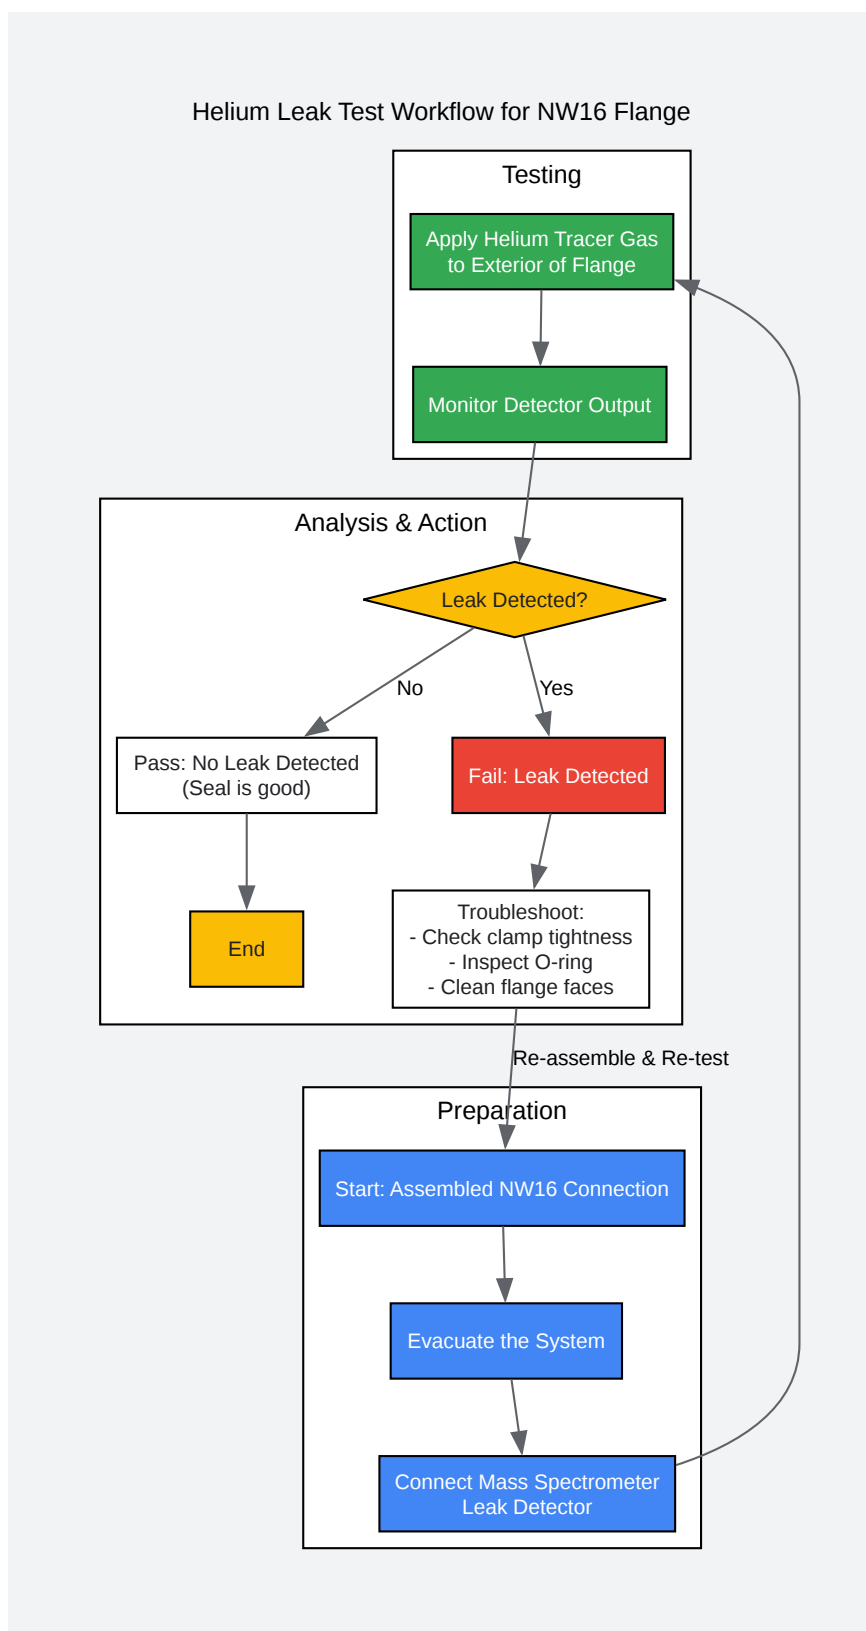 Helium Leak Test Workflow for NW16 Flange
Testing
Apply Helium Tracer Gas
to Exterior of Flange
Monitor Detector Output
Analysis & Action
Leak Detected?
No
Yes
Pass: No Leak Detected
(Seal is good)
Fail: Leak Detected
End
Troubleshoot:
- Check clamp tightness
- Inspect O-ring
- Clean flange faces
Re-assemble & Re-test
Preparation
Start: Assembled NW16 Connection
Evacuate the System
Connect Mass Spectrometer
Leak Detector